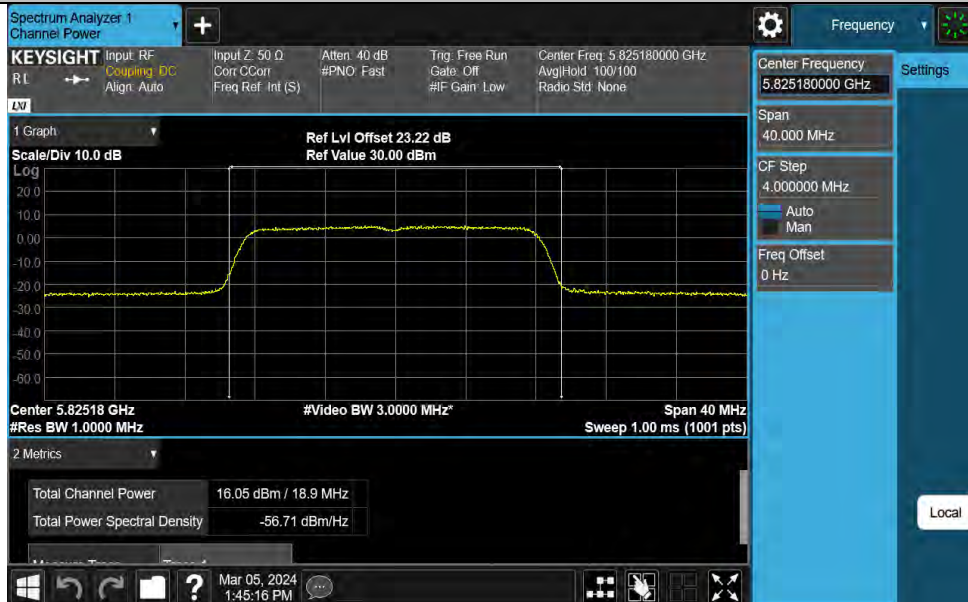 Spectrum Analyzer 1
Channel Power
+
Frequency
KEYSIGHT
Input: RF
Coupling: DC
Align: Auto
Input Z: 50 Ω
Corr CCorr
Freq Ref: Int (S)
Atten: 40 dB
#PNO: Fast
Trig: Free Run
Gate: Off
#IF Gain: Low
Center Freq: 5.825180000 GHz
Avg|Hold: 100/100
Radio Std: None
LXI
Center Frequency
5.825180000 GHz
Settings
Span
40.000 MHz
CF Step
4.000000 MHz
Auto
Man
Freq Offset
0 Hz
1 Graph
Ref Lvl Offset 23.22 dB
Scale/Div 10.0 dB
Ref Value 30.00 dBm
Log
20.0
10.0
0.00
-10.0
-20.0
-30.0
-40.0
-50.0
-60.0
Center 5.82518 GHz
#Video BW 3.0000 MHz*
Span 40 MHz
#Res BW 1.0000 MHz
Sweep 1.00 ms (1001 pts)
2 Metrics
Total Channel Power
16.05 dBm / 18.9 MHz
Total Power Spectral Density
-56.71 dBm/Hz
Local
?
Mar 05, 2024
1:45:16 PM